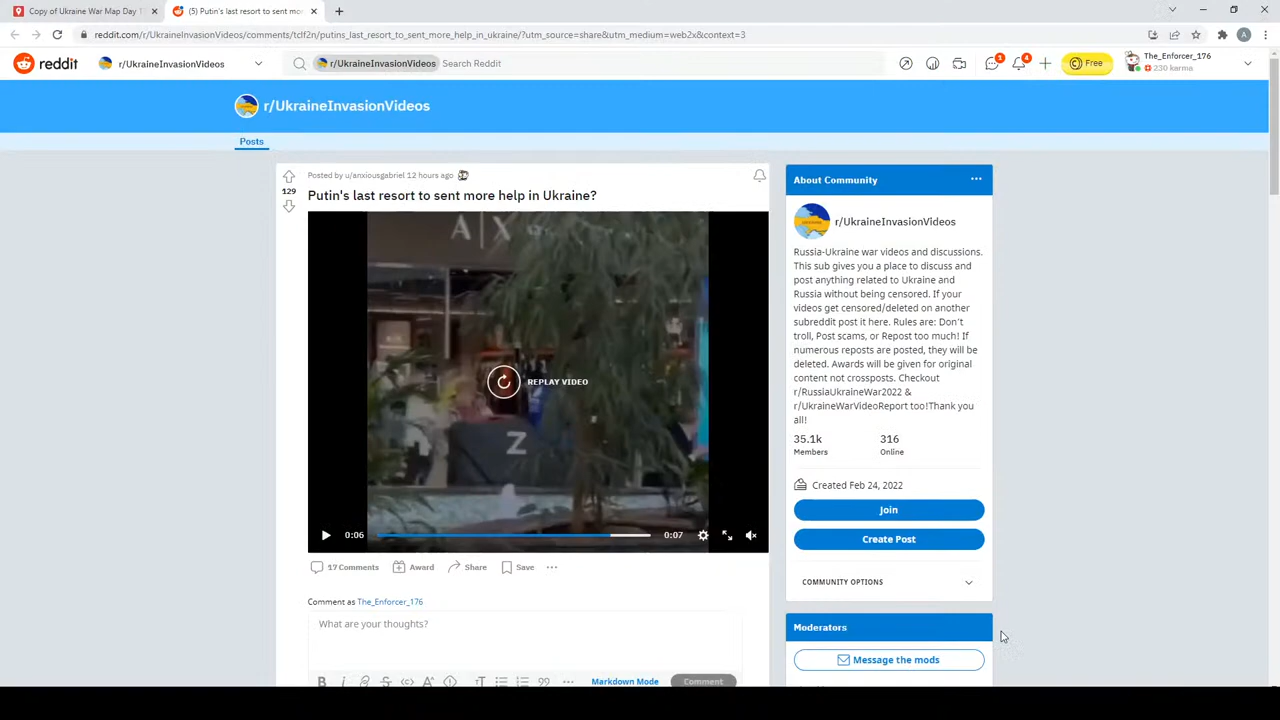 Copy of Ukraine War Map Day T
(5) Putin's last resort to sent mor
reddit.com/r/UkraineInvasionVideos/comments/tclf2n/putins_last_resort_to_sent_more_help_in_ukraine/?utm_source=share&utm_medium=web2x&context=3
A
reddit
r/UkraineInvasionVideos
r/UkraineInvasionVideos
Search Reddit
1
4
Free
The_Enforcer_176
230 karma
r/UkraineInvasionVideos
Posts
129
Posted by u/anxiousgabriel 12 hours ago
Putin's last resort to sent more help in Ukraine?
A|X
REPLAY VIDEO
Z
0:06
0:07
17 Comments
Award
Share
Save
Comment as The_Enforcer_176
What are your thoughts?
B
i
S
A
T
Markdown Mode
Comment
About Community
r/UkraineInvasionVideos
Russia-Ukraine war videos and discussions.
This sub gives you a place to discuss and
post anything related to Ukraine and
Russia without being censored. If your
videos get censored/deleted on another
subreddit post it here. Rules are: Don't
troll, Post scams, or Repost too much! If
numerous reposts are posted, they will be
deleted. Awards will be given for original
content not crossposts. Checkout
r/RussiaUkraineWar2022 &
r/UkraineWarVideoReport too!Thank you
all!
35.1k
316
Members
Online
Created Feb 24, 2022
Join
Create Post
COMMUNITY OPTIONS
Moderators
Message the mods